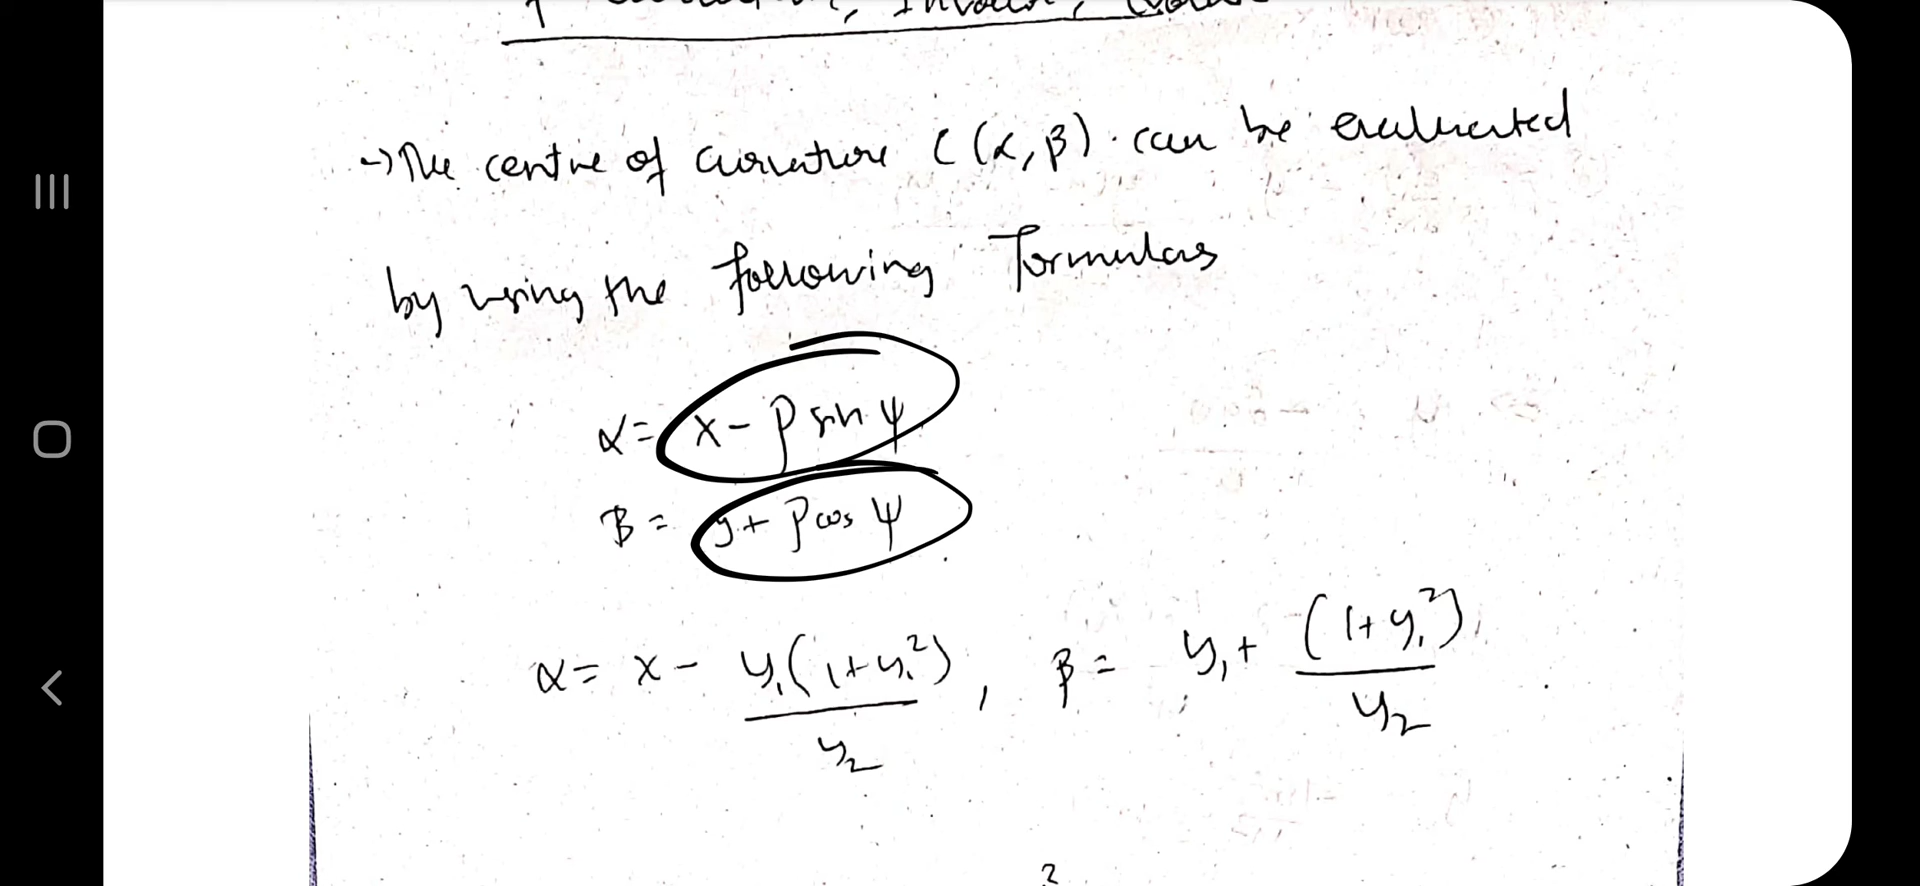 → The centre of curvature C(α, β) can be evaluated
by using the following Formulas
α = x - ρ sin ψ
β = y + ρ cos ψ
α = x - y₁(1+y₁²)/y₂ , β = y₁ + (1+y₁²)/y₂
2